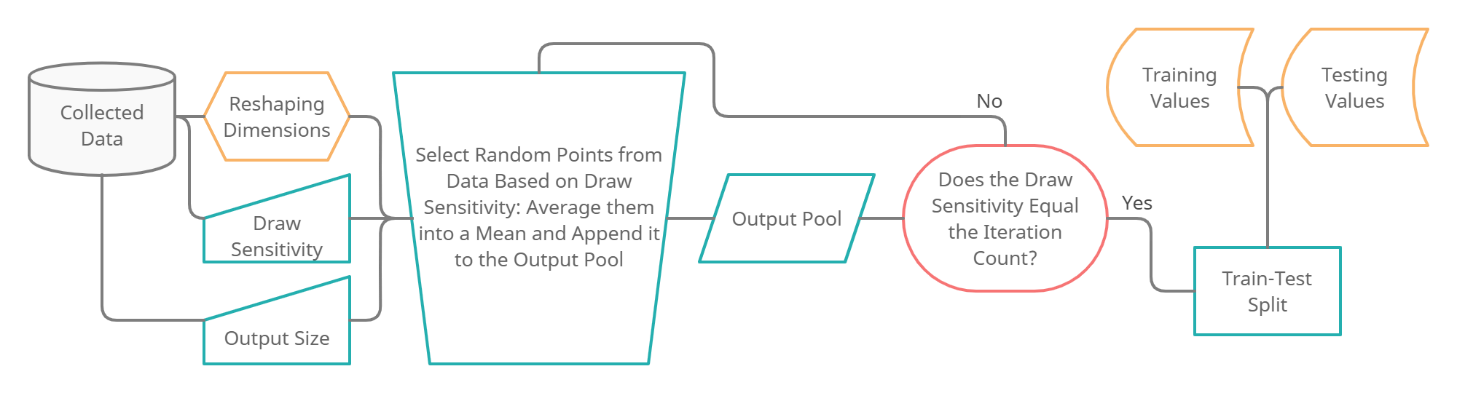 Collected
Data
Reshaping
Dimensions
Draw
Sensitivity
Output Size
Select Random Points from
Data Based on Draw
Sensitivity: Average them
into a Mean and Append it
to the Output Pool
Output Pool
No
Does the Draw
Sensitivity Equal
the Iteration
Count?
Yes
Train-Test
Split
Training
Values
Testing
Values